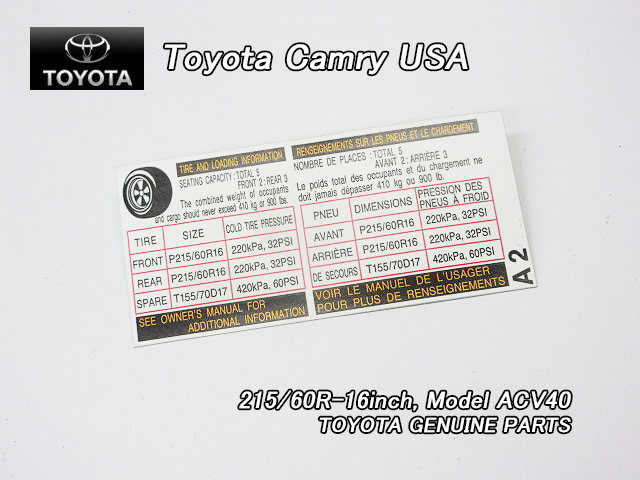 TOYOTA
Toyota Camry USA
TIRE AND LOADING INFORMATION
SEATING CAPACITY : TOTAL 5
FRONT 2 : REAR 3
The combined weight of occupants
and cargo should never exceed 410 kg or 900 lbs.
TIRE SIZE COLD TIRE PRESSURE
FRONT P215/60R16 220kPa, 32PSI
REAR P215/60R16 220kPa, 32PSI
SPARE T155/70D17 420kPa, 60PSI
SEE OWNER'S MANUAL FOR
ADDITIONAL INFORMATION
RENSEIGNEMENTS SUR LES PNEUS ET LE CHARGEMENT
NOMBRE DE PLACES : TOTAL 5
AVANT 2 : ARRIÈRE 3
Le poids total des occupants et du chargement ne
doit jamais dépasser 410 kg ou 900 lb.
PNEU DIMENSIONS PRESSION DES
PNEUS À FROID
AVANT P215/60R16 220kPa, 32PSI
ARRIÈRE P215/60R16 220kPa, 32PSI
DE SECOURS T155/70D17 420kPa, 60PSI
VOIR LE MANUEL DE L'USAGER
POUR PLUS DE RENSEIGNEMENTS
A2
215/60R-16inch, Model ACV40
TOYOTA GENUINE PARTS